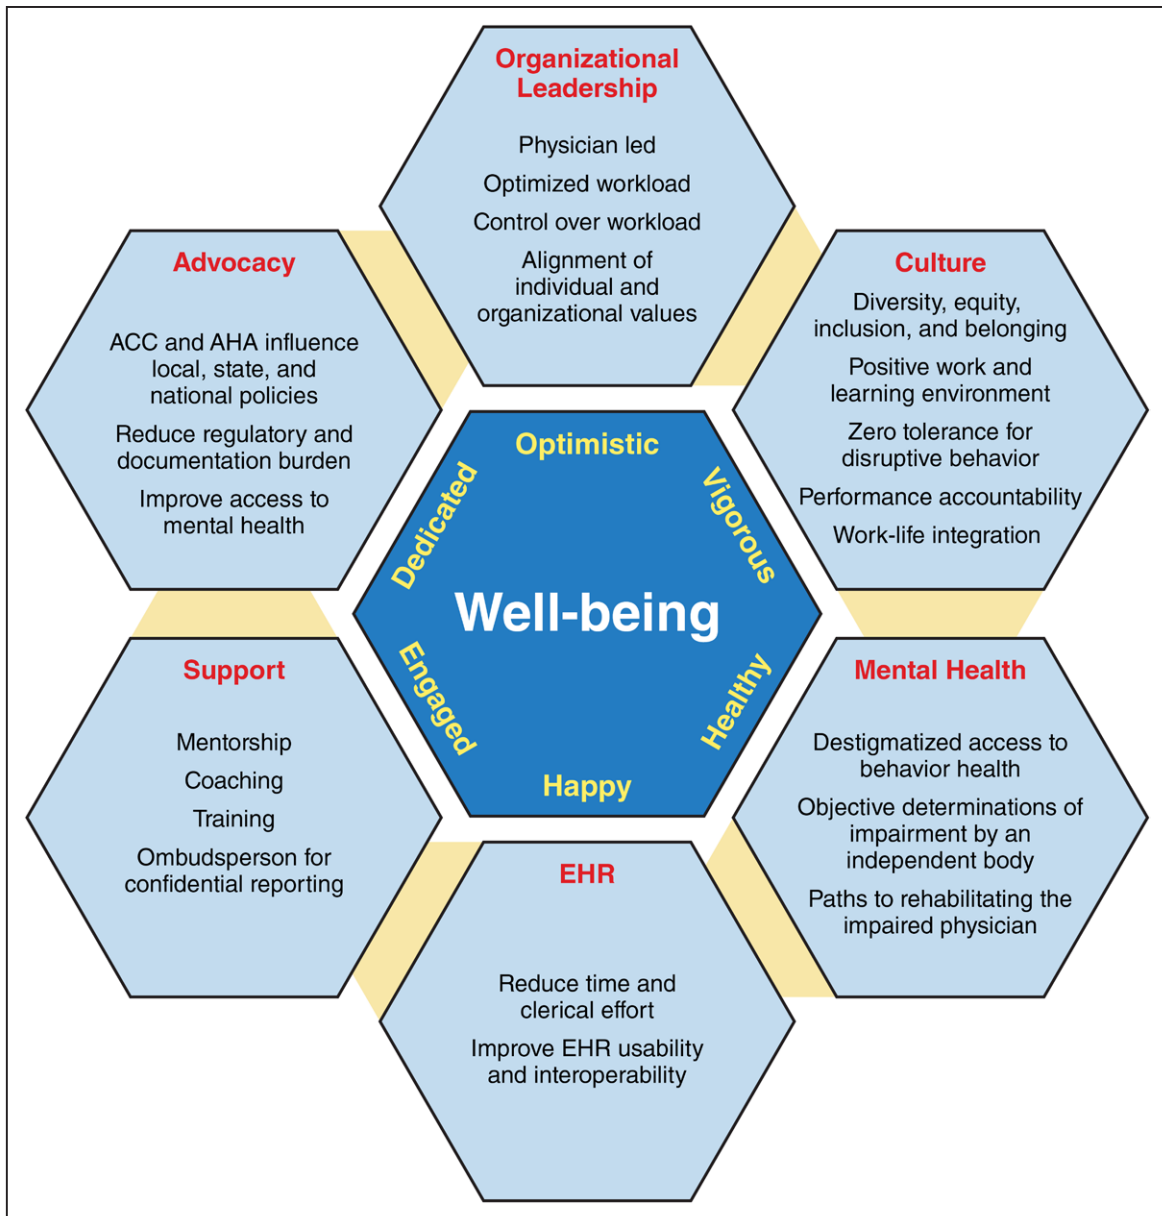 Organizational
Leadership
Physician led
Optimized workload
Control over workload
Alignment of
individual and
organizational values
Advocacy
ACC and AHA influence
local, state, and
national policies
Reduce regulatory and
documentation burden
Improve access to
mental health
Culture
Diversity, equity,
inclusion, and belonging
Positive work and
learning environment
Zero tolerance for
disruptive behavior
Performance accountability
Work-life integration
Optimistic
Dedicated
Vigorous
Well-being
Engaged
Healthy
Happy
Support
Mentorship
Coaching
Training
Ombudsperson for
confidential reporting
Mental Health
Destigmatized access to
behavior health
Objective determinations of
impairment by an
independent body
Paths to rehabilitating the
impaired physician
EHR
Reduce time and
clerical effort
Improve EHR usability
and interoperability